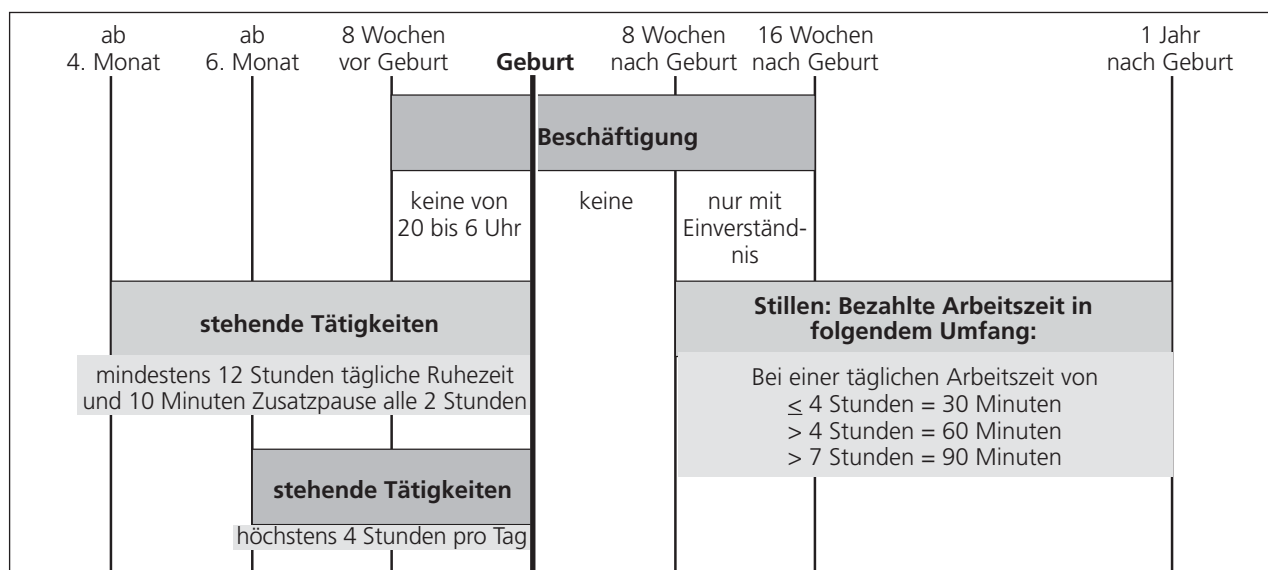 ab
4. Monat
ab
6. Monat
8 Wochen
vor Geburt
Geburt
8 Wochen
nach Geburt
16 Wochen
nach Geburt
1 Jahr
nach Geburt
Beschäftigung
keine von
20 bis 6 Uhr
keine
nur mit
Einverständ-
nis
stehende Tätigkeiten
mindestens 12 Stunden tägliche Ruhezeit
und 10 Minuten Zusatzpause alle 2 Stunden
Stillen: Bezahlte Arbeitszeit in
folgendem Umfang:
Bei einer täglichen Arbeitszeit von
≤ 4 Stunden = 30 Minuten
> 4 Stunden = 60 Minuten
> 7 Stunden = 90 Minuten
stehende Tätigkeiten
höchstens 4 Stunden pro Tag